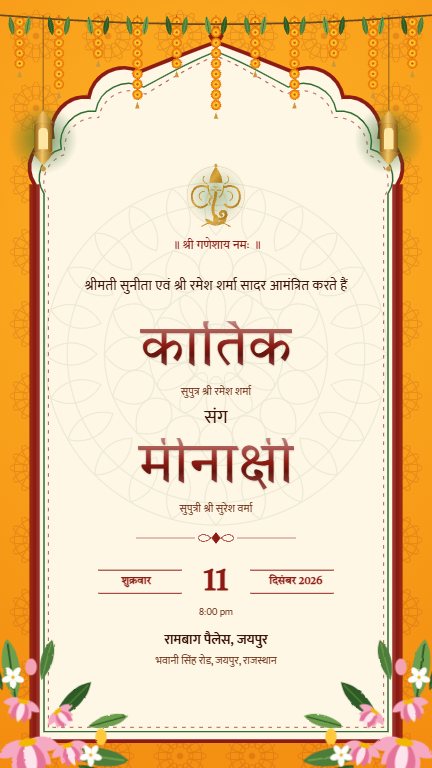 ॥ श्री गणेशाय नमः ॥
श्रीमती सुनीता एवं श्री रमेश शर्मा सादर आमंत्रित करते हैं
कार्तिक
सुपुत्र श्री रमेश शर्मा
संग
मीनाक्षी
सुपुत्री श्री सुरेश वर्मा
शुक्रवार 11 दिसंबर 2026
8:00 pm
रामबाग पैलेस, जयपुर
भवानी सिंह रोड, जयपुर, राजस्थान